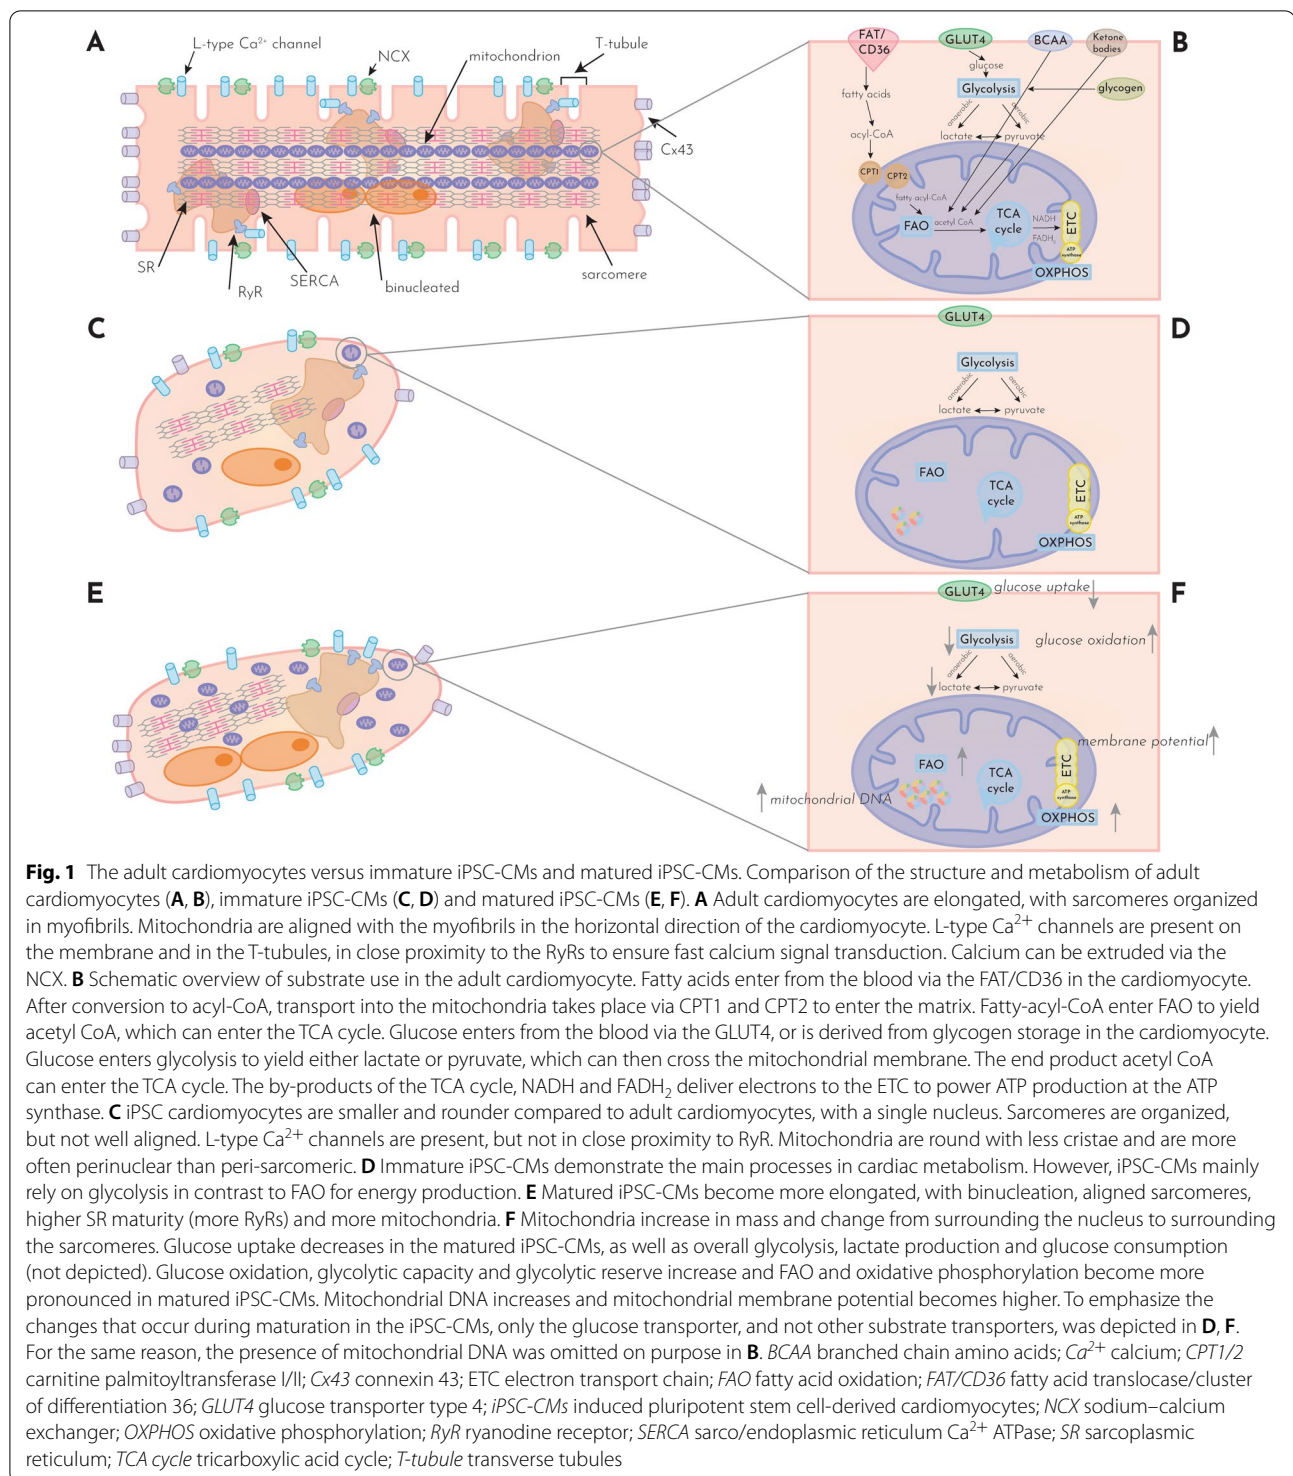 A
L-type Ca²⁺ channel
NCX
mitochondrion
T-tubule
Cx43
SR
RyR
SERCA
binucleated
sarcomere
B
FAT/
CD36
GLUT4
BCAA
Ketone
bodies
glucose
fatty acids
Glycolysis
glycogen
anaerobic
aerobic
acyl-CoA
lactate
pyruvate
CPT1
CPT2
fatty acyl-CoA
FAO
acetyl CoA
TCA
cycle
NADH
FADH₂
ETC
ATP
synthase
OXPHOS
C
D
GLUT4
Glycolysis
anaerobic
aerobic
lactate
pyruvate
FAO
TCA
cycle
ETC
ATP
synthase
OXPHOS
E
F
GLUT4
glucose uptake
Glycolysis
glucose oxidation
anaerobic
aerobic
lactate
pyruvate
membrane potential
FAO
TCA
cycle
ETC
ATP
synthase
mitochondrial DNA
OXPHOS
Fig. 1 The adult cardiomyocytes versus immature iPSC-CMs and matured iPSC-CMs. Comparison of the structure and metabolism of adult
cardiomyocytes (A, B), immature iPSC-CMs (C, D) and matured iPSC-CMs (E, F). A Adult cardiomyocytes are elongated, with sarcomeres organized
in myofibrils. Mitochondria are aligned with the myofibrils in the horizontal direction of the cardiomyocyte. L-type Ca²⁺ channels are present on
the membrane and in the T-tubules, in close proximity to the RyRs to ensure fast calcium signal transduction. Calcium can be extruded via the
NCX. B Schematic overview of substrate use in the adult cardiomyocyte. Fatty acids enter from the blood via the FAT/CD36 in the cardiomyocyte.
After conversion to acyl-CoA, transport into the mitochondria takes place via CPT1 and CPT2 to enter the matrix. Fatty-acyl-CoA enter FAO to yield
acetyl CoA, which can enter the TCA cycle. Glucose enters from the blood via the GLUT4, or is derived from glycogen storage in the cardiomyocyte.
Glucose enters glycolysis to yield either lactate or pyruvate, which can then cross the mitochondrial membrane. The end product acetyl CoA
can enter the TCA cycle. The by-products of the TCA cycle, NADH and FADH₂ deliver electrons to the ETC to power ATP production at the ATP
synthase. C iPSC cardiomyocytes are smaller and rounder compared to adult cardiomyocytes, with a single nucleus. Sarcomeres are organized,
but not well aligned. L-type Ca²⁺ channels are present, but not in close proximity to RyR. Mitochondria are round with less cristae and are more
often perinuclear than peri-sarcomeric. D Immature iPSC-CMs demonstrate the main processes in cardiac metabolism. However, iPSC-CMs mainly
rely on glycolysis in contrast to FAO for energy production. E Matured iPSC-CMs become more elongated, with binucleation, aligned sarcomeres,
higher SR maturity (more RyRs) and more mitochondria. F Mitochondria increase in mass and change from surrounding the nucleus to surrounding
the sarcomeres. Glucose uptake decreases in the matured iPSC-CMs, as well as overall glycolysis, lactate production and glucose consumption
(not depicted). Glucose oxidation, glycolytic capacity and glycolytic reserve increase and FAO and oxidative phosphorylation become more
pronounced in matured iPSC-CMs. Mitochondrial DNA increases and mitochondrial membrane potential becomes higher. To emphasize the
changes that occur during maturation in the iPSC-CMs, only the glucose transporter, and not other substrate transporters, was depicted in D, F.
For the same reason, the presence of mitochondrial DNA was omitted on purpose in B. BCAA branched chain amino acids; Ca²⁺ calcium; CPT1/2
carnitine palmitoyltransferase I/II; Cx43 connexin 43; ETC electron transport chain; FAO fatty acid oxidation; FAT/CD36 fatty acid translocase/cluster
of differentiation 36; GLUT4 glucose transporter type 4; iPSC-CMs induced pluripotent stem cell-derived cardiomyocytes; NCX sodium–calcium
exchanger; OXPHOS oxidative phosphorylation; RyR ryanodine receptor; SERCA sarco/endoplasmic reticulum Ca²⁺ ATPase; SR sarcoplasmic
reticulum; TCA cycle tricarboxylic acid cycle; T-tubule transverse tubules